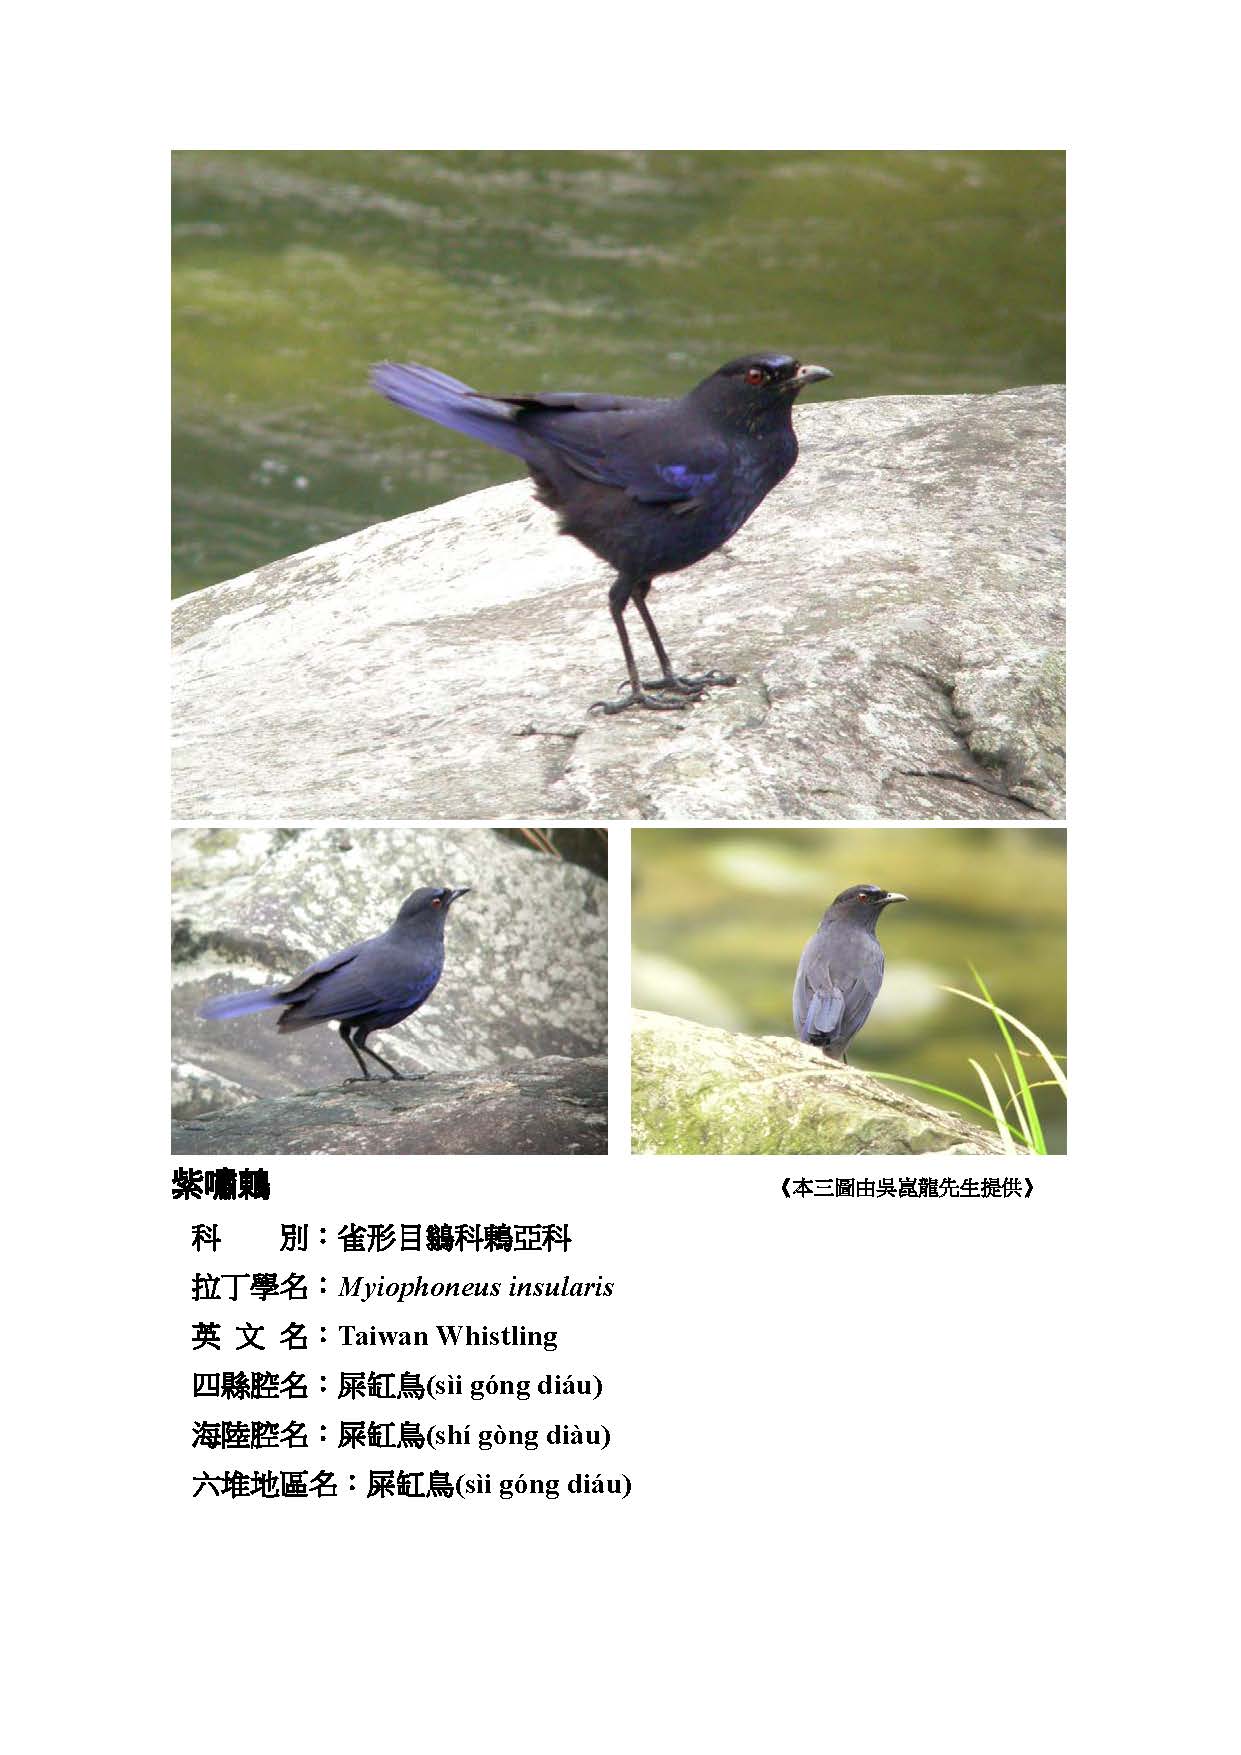 紫嘯鶇
《本三圖由吳崑龍先生提供》
科　　別：雀形目鶲科鶇亞科
拉丁學名：Myiophoneus insularis
英 文 名：Taiwan Whistling
四縣腔名：屎缸鳥(sìi góng diáu)
海陸腔名：屎缸鳥(shí gòng diàu)
六堆地區名：屎缸鳥(sìi góng diáu)